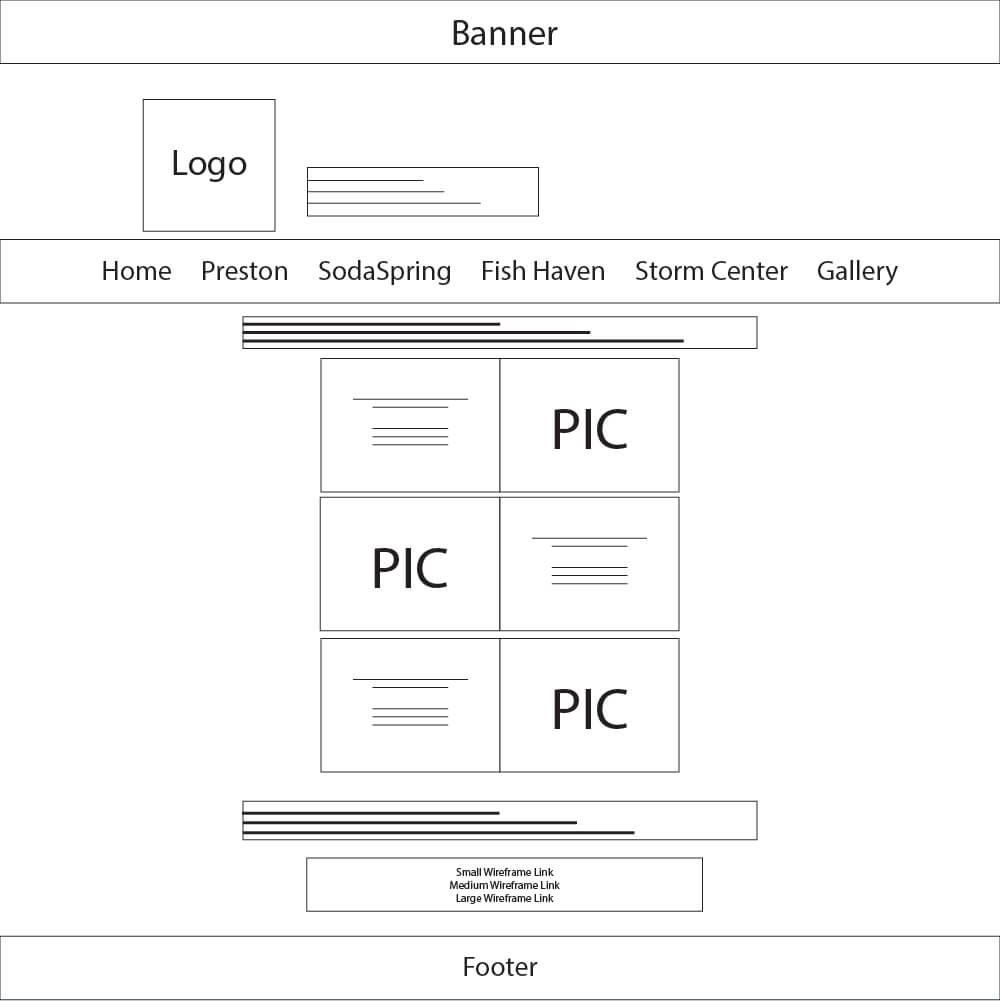 Banner
Logo
Home Preston SodaSpring Fish Haven Storm Center Gallery
PIC
PIC
PIC
Small Wireframe Link
Medium Wireframe Link
Large Wireframe Link
Footer